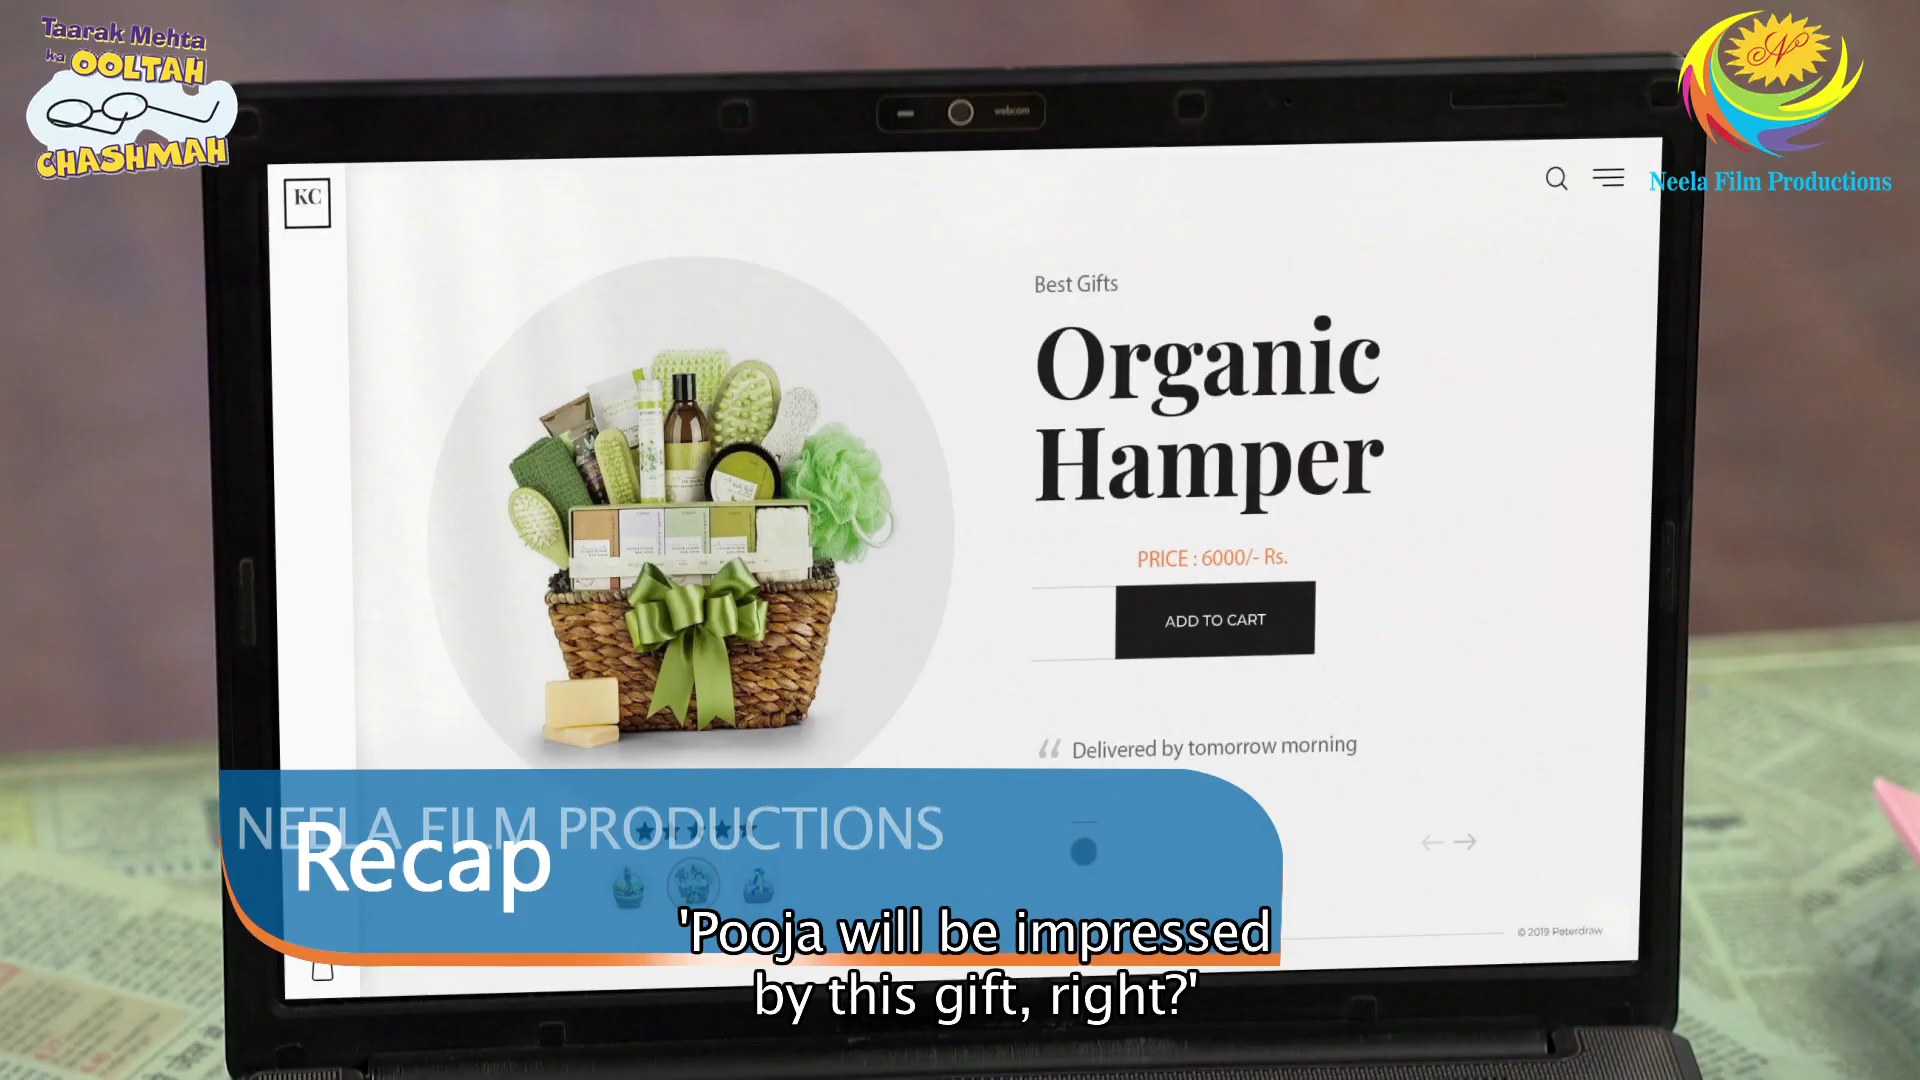 Taarak Mehta
ka OOLTAH
CHASHMAH
Neela Film Productions
webcam
KC
Best Gifts
Organic
Hamper
PRICE : 6000/- Rs.
ADD TO CART
“ Delivered by tomorrow morning
NEELA FILM PRODUCTIONS
Recap
© 2019 Peterdraw
'Pooja will be impressed
by this gift, right?'